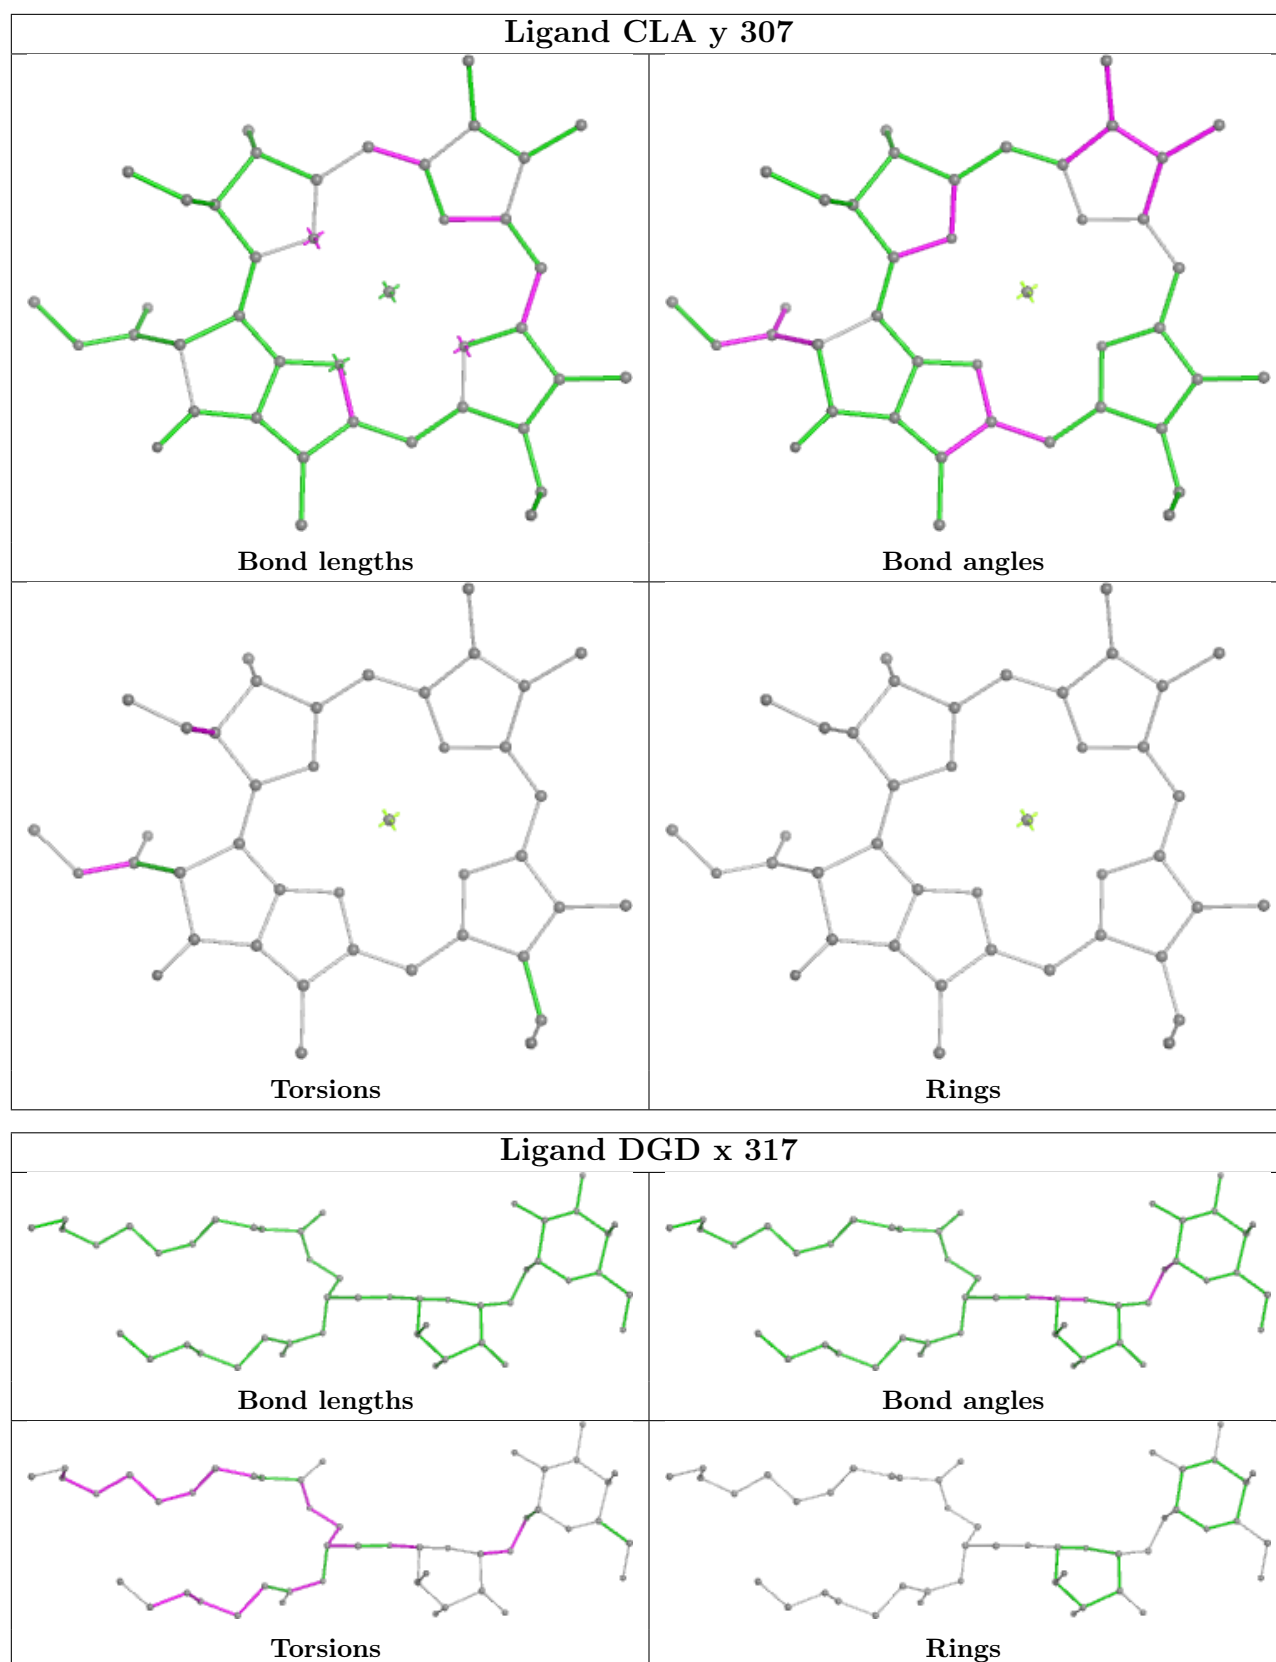 Ligand CLA y 307
Bond lengths
Bond angles
Torsions
Rings
Ligand DGD x 317
Bond lengths
Bond angles
Torsions
Rings